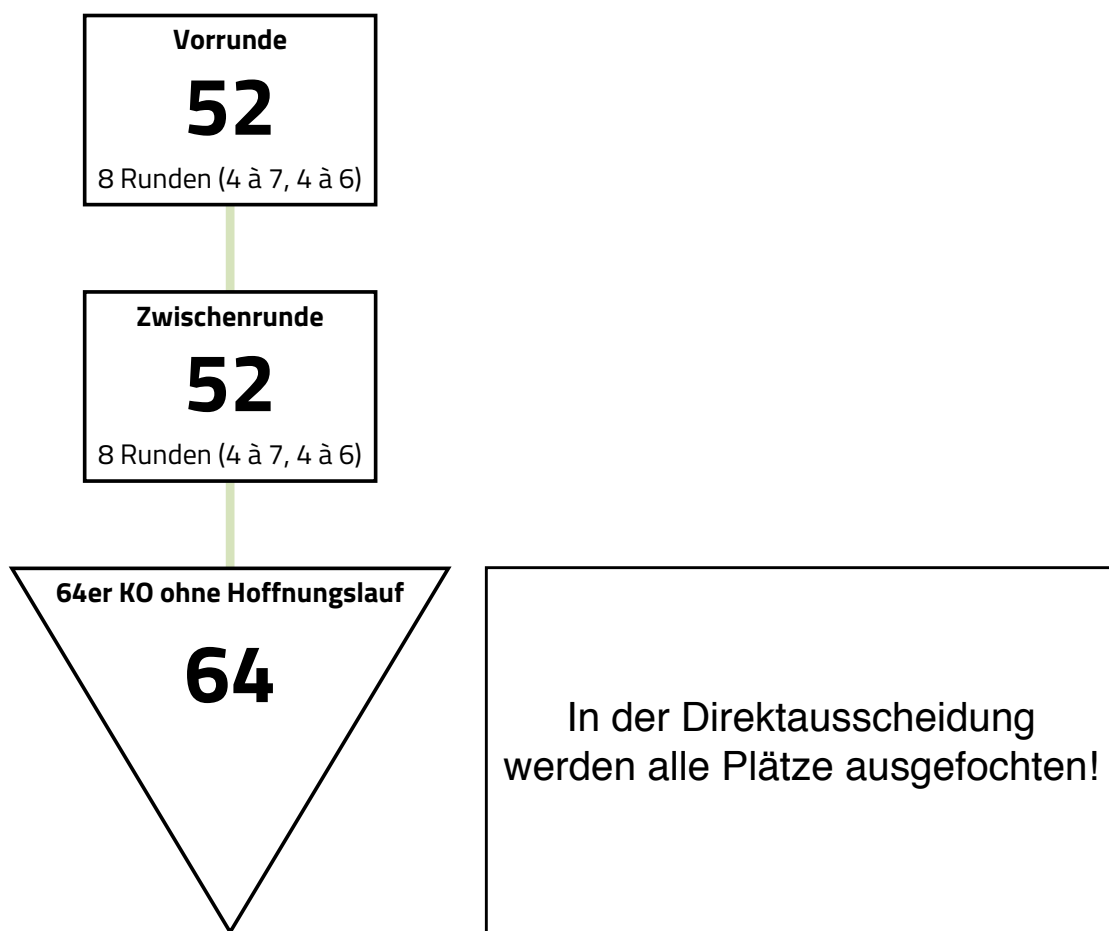 Vorrunde
52
8 Runden (4 à 7, 4 à 6)
Zwischenrunde
52
8 Runden (4 à 7, 4 à 6)
64er KO ohne Hoffnungslauf
64
In der Direktausscheidung
werden alle Plätze ausgefochten!